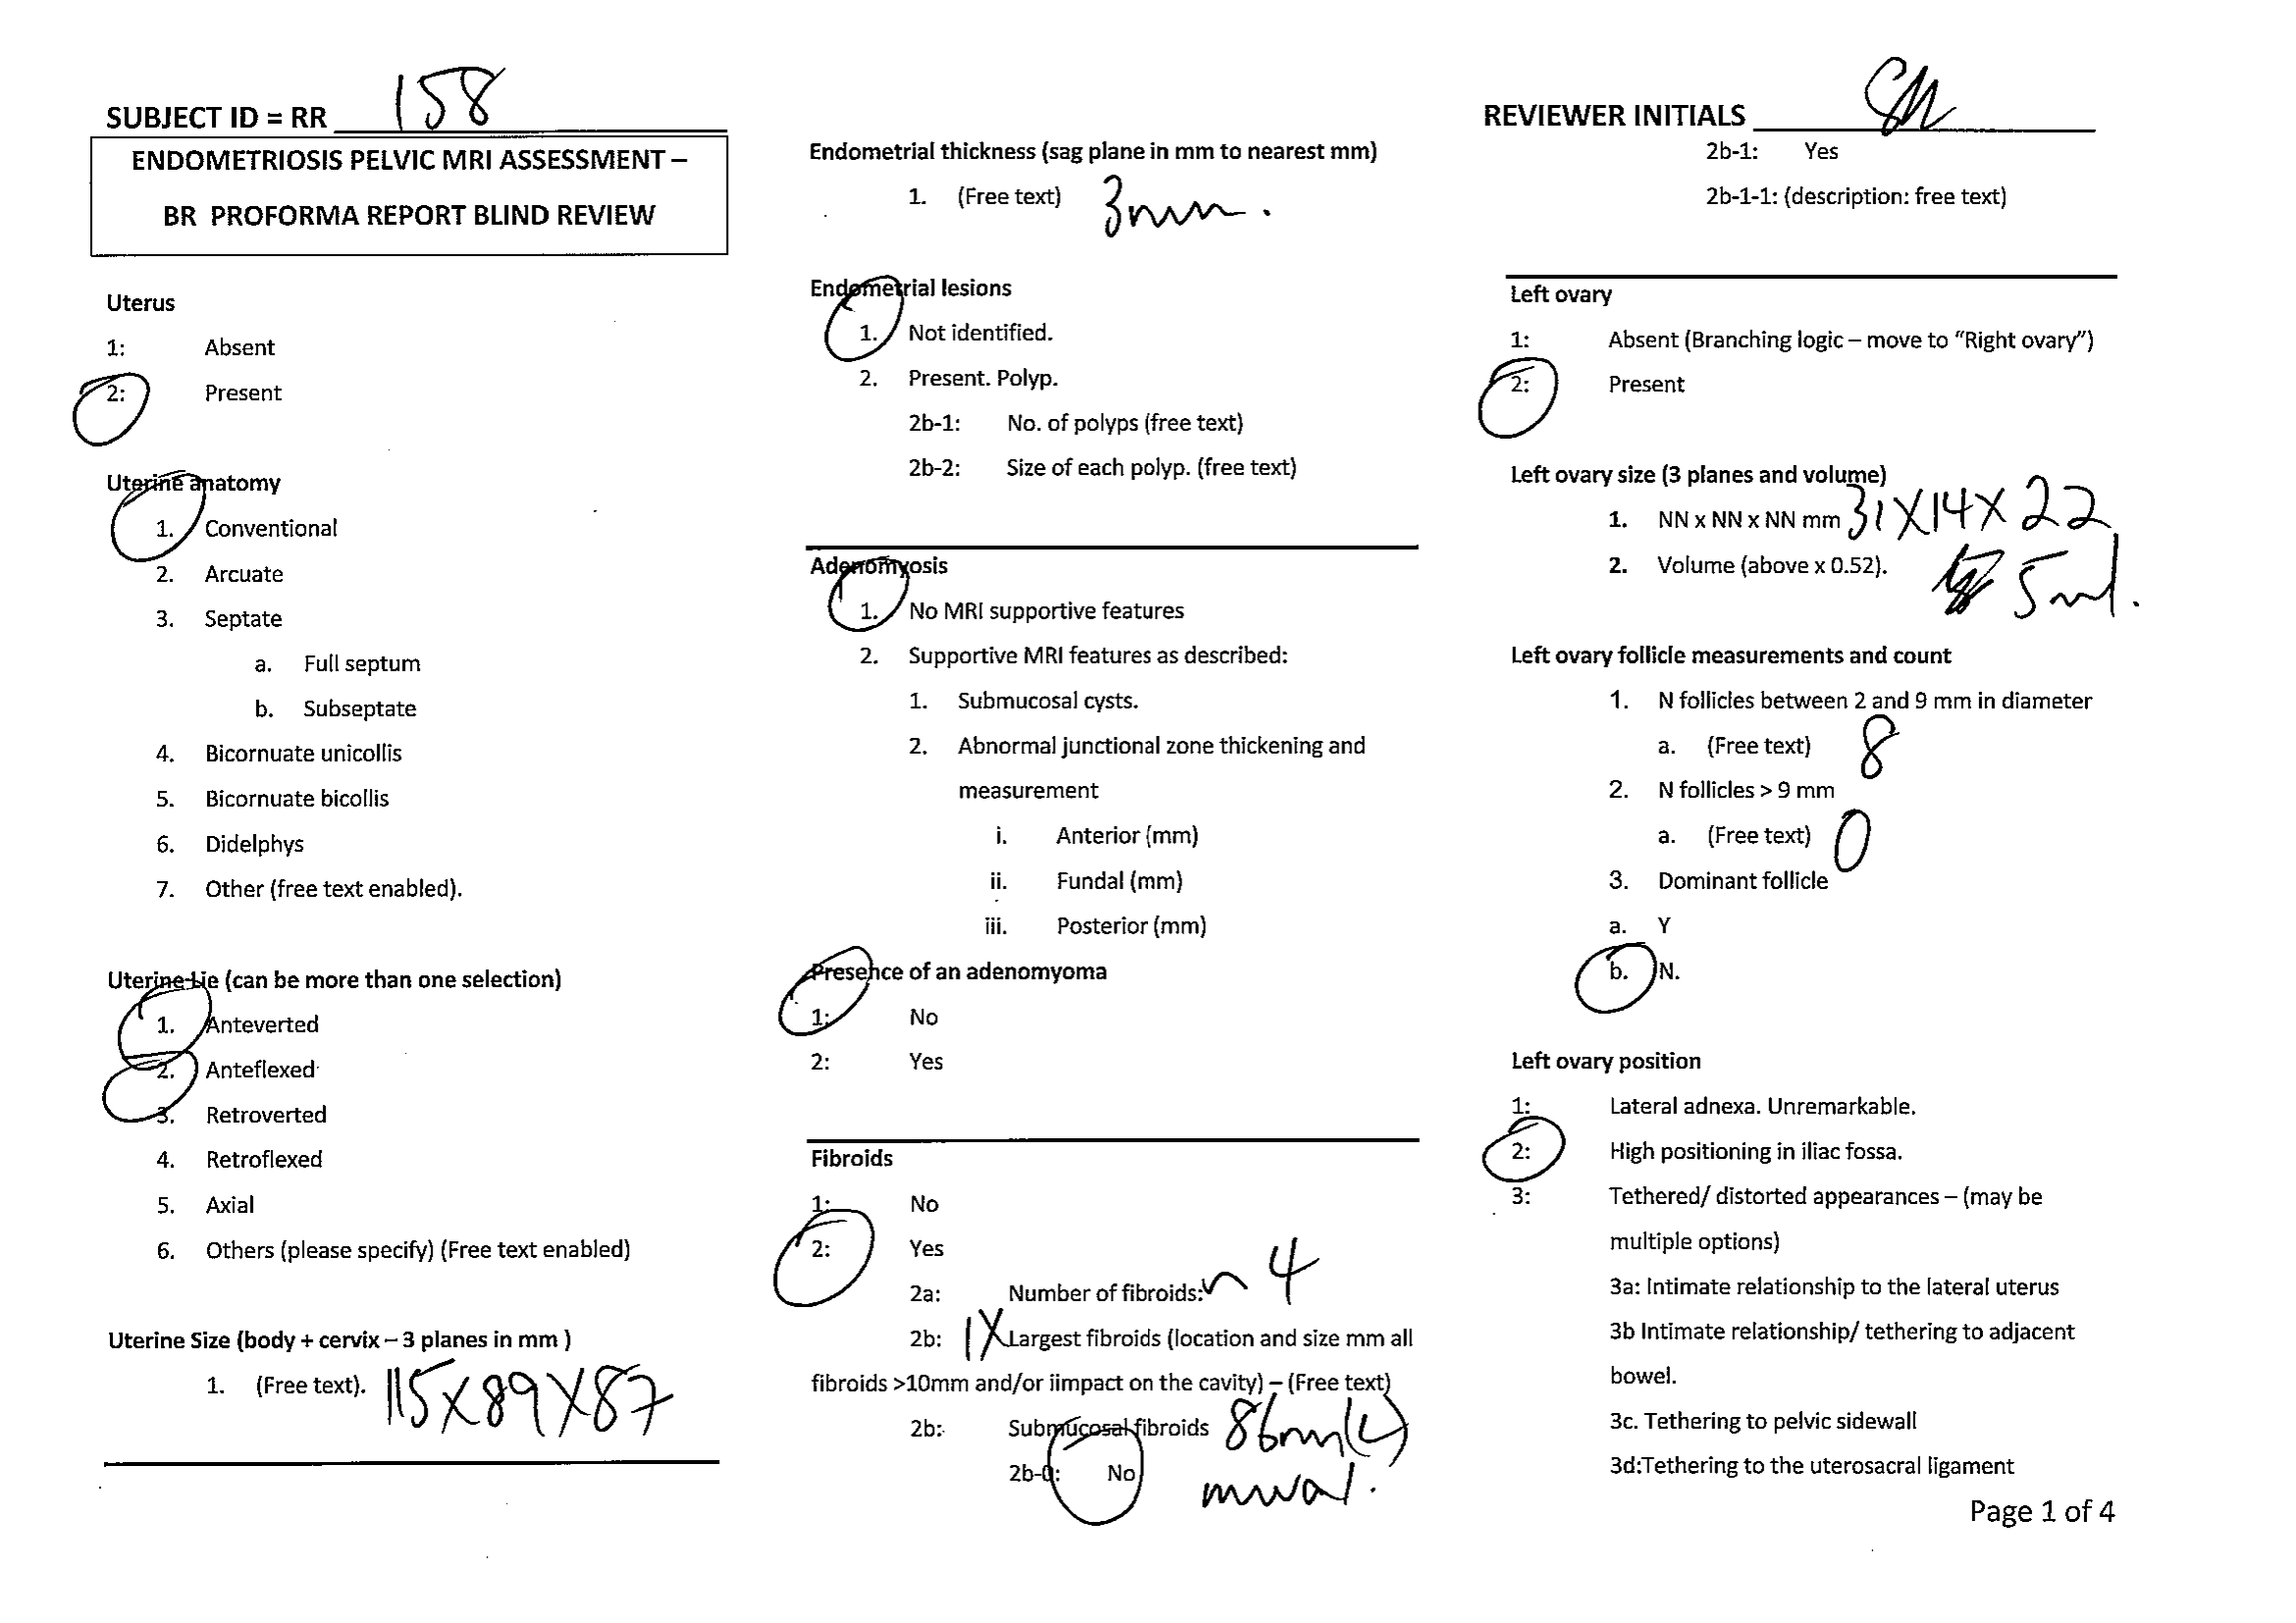 SUBJECT ID = RR 158
ENDOMETRIOSIS PELVIC MRI ASSESSMENT –
BR PROFORMA REPORT BLIND REVIEW
Uterus
1: Absent
2: Present
Uterine anatomy
1. Conventional
2. Arcuate
3. Septate
a. Full septum
b. Subseptate
4. Bicornuate unicollis
5. Bicornuate bicollis
6. Didelphys
7. Other (free text enabled).
Uterine Lie (can be more than one selection)
1. Anteverted
2. Anteflexed
3. Retroverted
4. Retroflexed
5. Axial
6. Others (please specify) (Free text enabled)
Uterine Size (body + cervix – 3 planes in mm )
1. (Free text). 115X89X87
Endometrial thickness (sag plane in mm to nearest mm)
1. (Free text) 3mm.
Endometrial lesions
1. Not identified.
2. Present. Polyp.
2b-1: No. of polyps (free text)
2b-2: Size of each polyp. (free text)
Adenomyosis
1. No MRI supportive features
2. Supportive MRI features as described:
1. Submucosal cysts.
2. Abnormal junctional zone thickening and
measurement
i. Anterior (mm)
ii. Fundal (mm)
iii. Posterior (mm)
Presence of an adenomyoma
1: No
2: Yes
Fibroids
1: No
2: Yes
2a: Number of fibroids: ~ 4
2b: 1X Largest fibroids (location and size mm all
fibroids >10mm and/or iimpact on the cavity) – (Free text)
2b: Submucosal fibroids 86mm (L)
2b-0: No mural.
REVIEWER INITIALS
2b-1: Yes
2b-1-1: (description: free text)
Left ovary
1: Absent (Branching logic – move to “Right ovary”)
2: Present
Left ovary size (3 planes and volume)
1. NN x NN x NN mm 31X14X22
2. Volume (above x 0.52). 5ml.
Left ovary follicle measurements and count
1. N follicles between 2 and 9 mm in diameter
a. (Free text) 8
2. N follicles > 9 mm
a. (Free text) 0
3. Dominant follicle
a. Y
b. N.
Left ovary position
1: Lateral adnexa. Unremarkable.
2: High positioning in iliac fossa.
3: Tethered/ distorted appearances – (may be
multiple options)
3a: Intimate relationship to the lateral uterus
3b Intimate relationship/ tethering to adjacent
bowel.
3c. Tethering to pelvic sidewall
3d:Tethering to the uterosacral ligament
Page 1 of 4